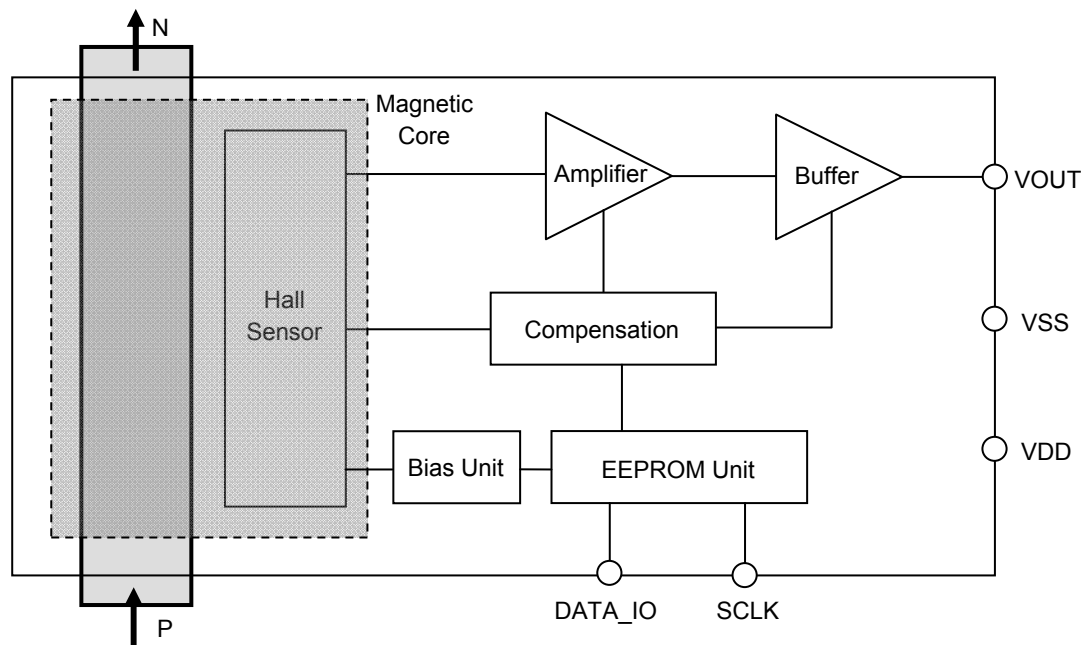 N
Magnetic
Core
Amplifier
Buffer
VOUT
Hall
Sensor
Compensation
VSS
Bias Unit
EEPROM Unit
VDD
DATA_IO
SCLK
P